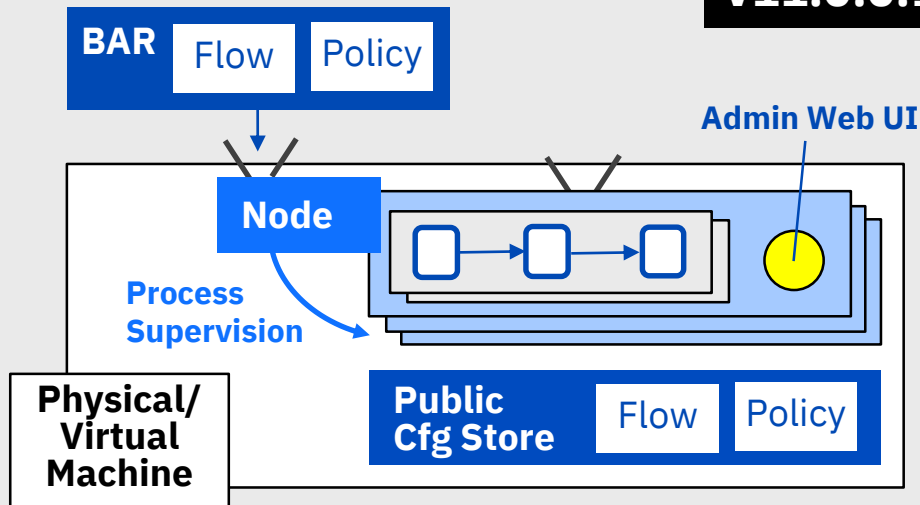 BAR
Flow
Policy
Admin Web UI
Node
Process
Supervision
Physical/
Virtual
Machine
Public
Cfg Store
Flow
Policy